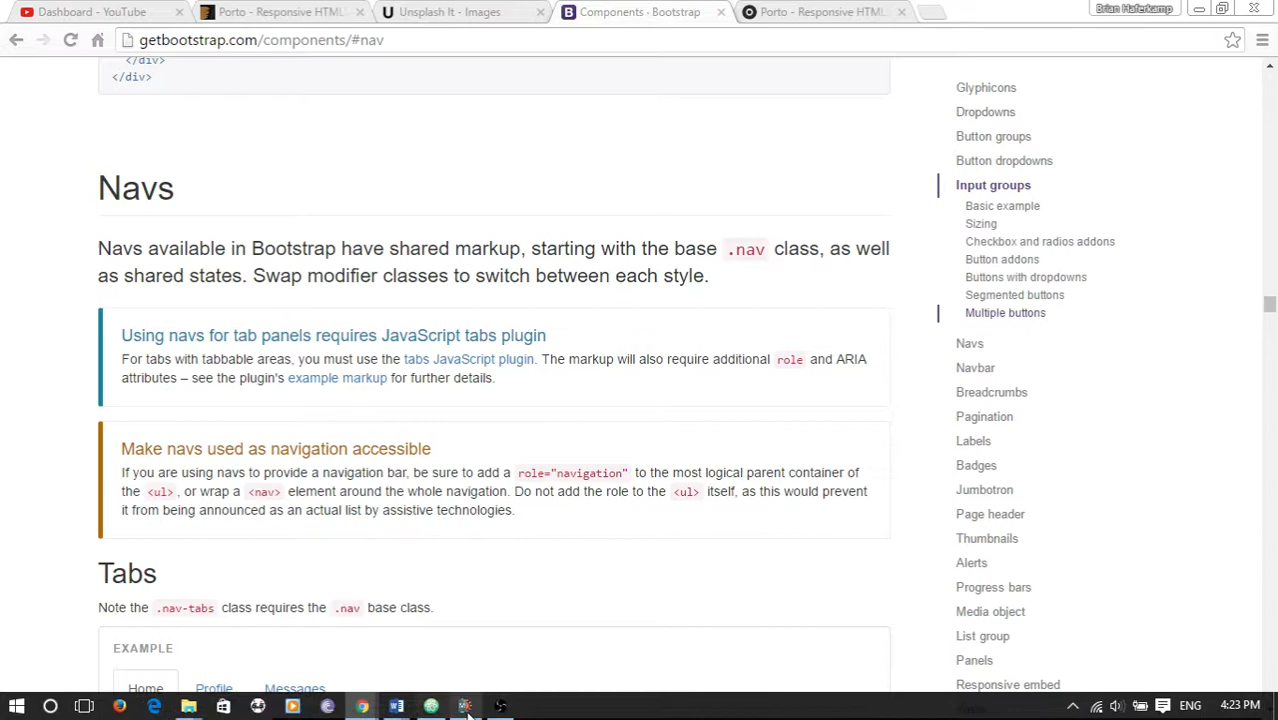 Dashboard - YouTube
Porto - Responsive HTML
Unsplash It - Images
Components · Bootstrap
Porto - Responsive HTML
Brian Haferkamp
getbootstrap.com/components/#nav
</div>
</div>
Navs
Navs available in Bootstrap have shared markup, starting with the base .nav class, as well
as shared states. Swap modifier classes to switch between each style.
Using navs for tab panels requires JavaScript tabs plugin
For tabs with tabbable areas, you must use the tabs JavaScript plugin. The markup will also require additional role and ARIA
attributes – see the plugin's example markup for further details.
Make navs used as navigation accessible
If you are using navs to provide a navigation bar, be sure to add a role="navigation" to the most logical parent container of
the <ul>, or wrap a <nav> element around the whole navigation. Do not add the role to the <ul> itself, as this would prevent
it from being announced as an actual list by assistive technologies.
Tabs
Note the .nav-tabs class requires the .nav base class.
EXAMPLE
Home Profile Messages
Glyphicons
Dropdowns
Button groups
Button dropdowns
Input groups
Basic example
Sizing
Checkbox and radios addons
Button addons
Buttons with dropdowns
Segmented buttons
Multiple buttons
Navs
Navbar
Breadcrumbs
Pagination
Labels
Badges
Jumbotron
Page header
Thumbnails
Alerts
Progress bars
Media object
List group
Panels
Responsive embed
ENG 4:23 PM